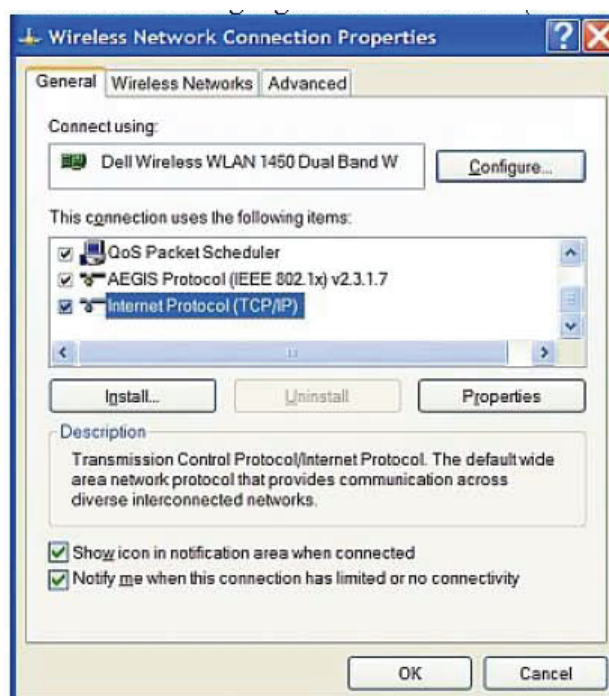 Wireless Network Connection Properties
General Wireless Networks Advanced
Connect using:
Dell Wireless WLAN 1450 Dual Band W
Configure...
This connection uses the following items:
QoS Packet Scheduler
AEGIS Protocol (IEEE 802.1x) v2.3.1.7
Internet Protocol (TCP/IP)
Install... Uninstall Properties
Description
Transmission Control Protocol/Internet Protocol. The default wide
area network protocol that provides communication across
diverse interconnected networks.
Show icon in notification area when connected
Notify me when this connection has limited or no connectivity
OK Cancel